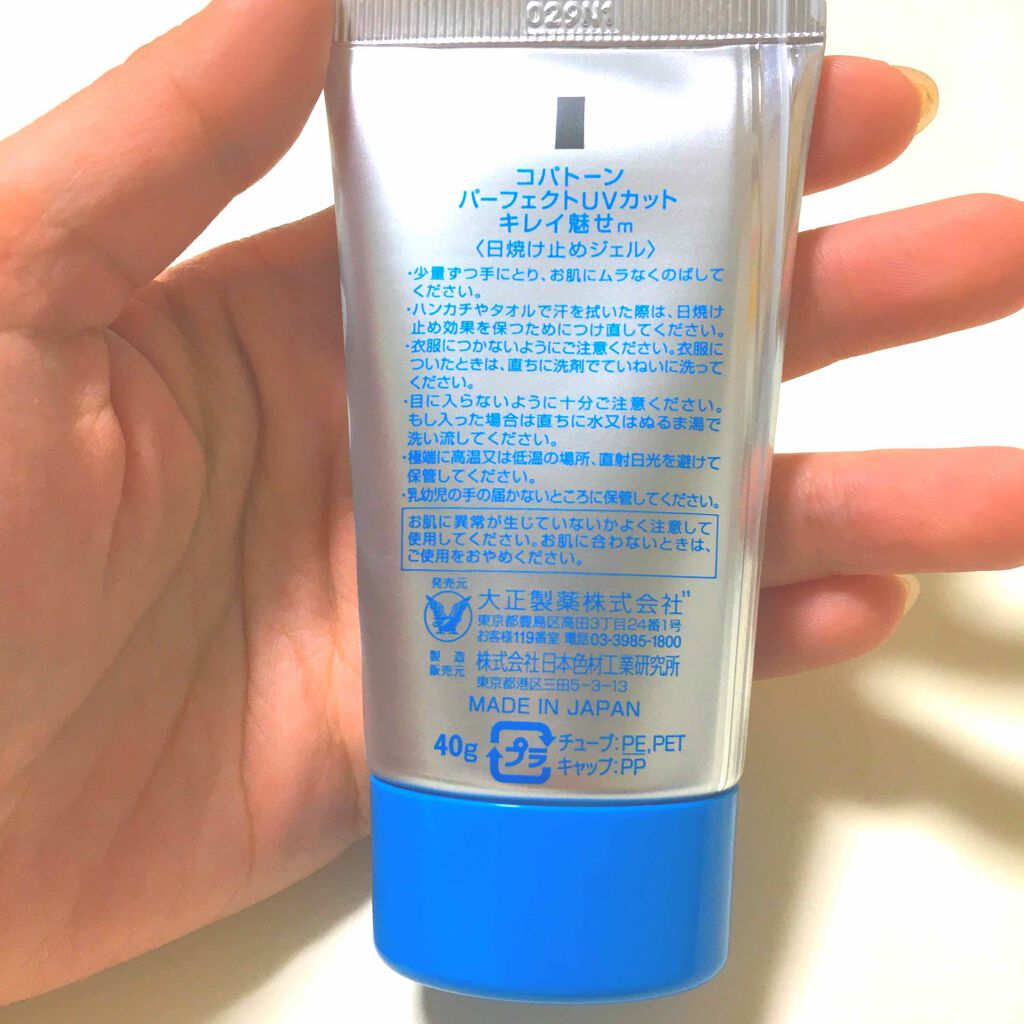 029N1
コパトーン
パーフェクトUVカット
キレイ魅せm
〈日焼け止めジェル〉
・少量ずつ手にとり、お肌にムラなくのばして
ください。
・ハンカチやタオルで汗を拭いた際は、日焼け
止め効果を保つためにつけ直してください。
・衣服につかないようにご注意ください。衣服に
ついたときは、直ちに洗剤でていねいに洗って
ください。
・目に入らないように十分ご注意ください。
もし入った場合は直ちに水又はぬるま湯で
洗い流してください。
・極端に高温又は低温の場所、直射日光を避けて
保管してください。
・乳幼児の手の届かないところに保管してください。
お肌に異常が生じていないかよく注意して
使用してください。お肌に合わないときは、
ご使用をおやめください。
発売元
大正製薬株式会社"
東京都豊島区高田3丁目24番1号
お客様119番室 電話03-3985-1800
製造
販売元
株式会社日本色材工業研究所
東京都港区三田5-3-13
MADE IN JAPAN
40g プラ チューブ:PE,PET
キャップ:PP